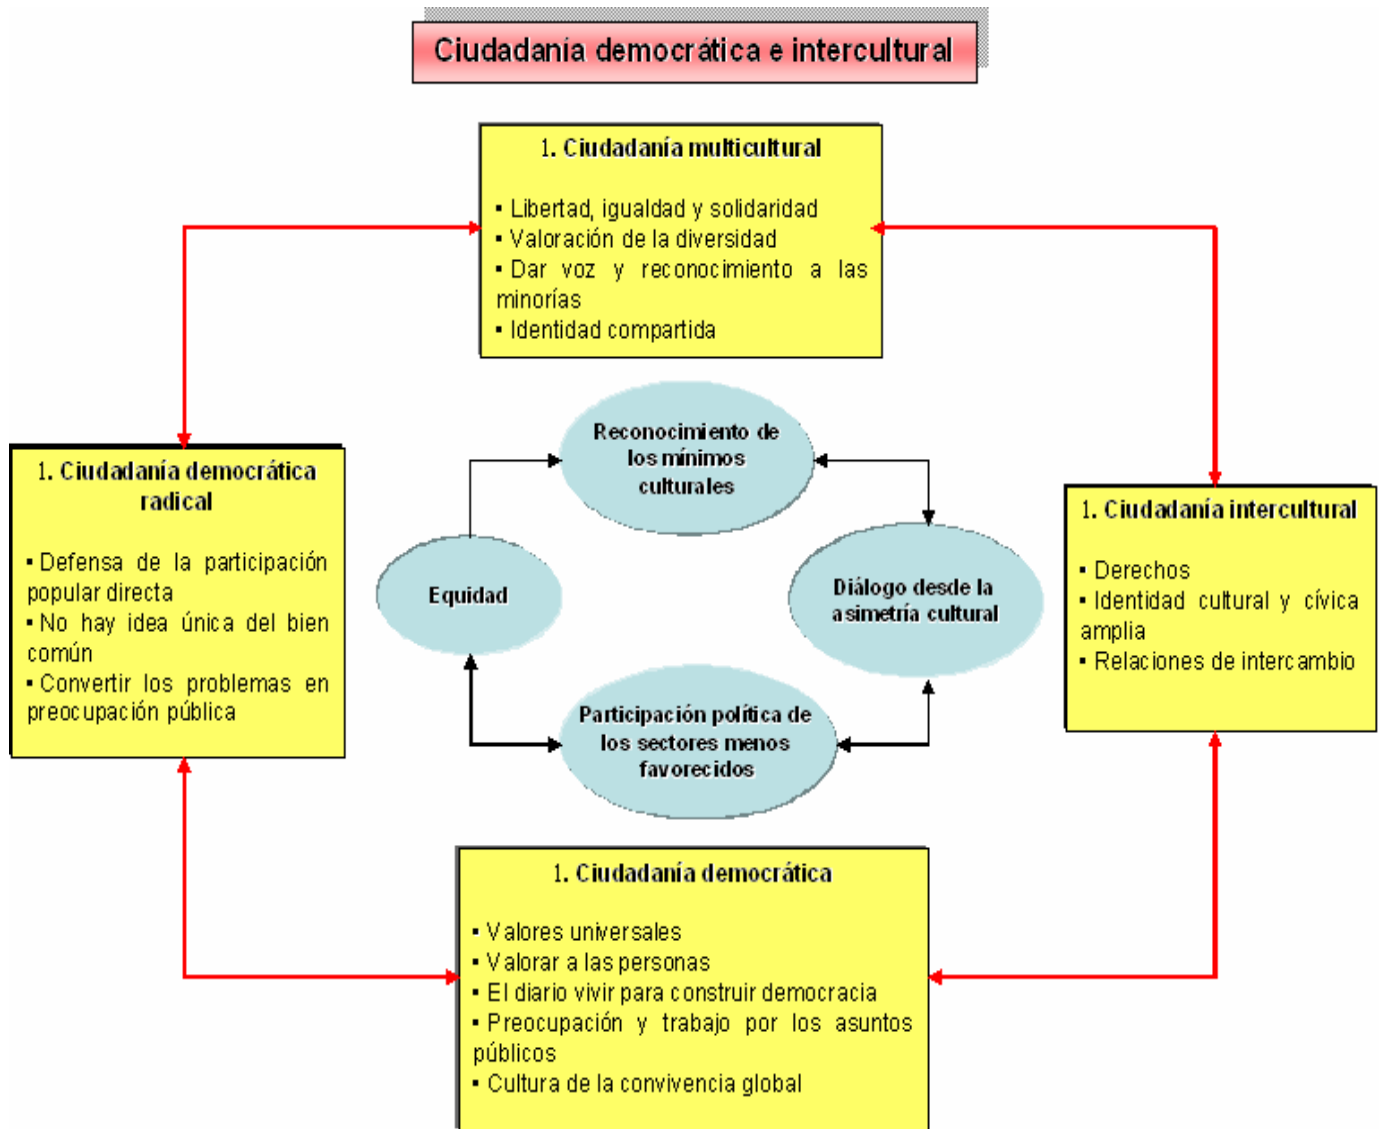 Ciudadanía democrática e intercultural
1. Ciudadanía multicultural
▪ Libertad, igualdad y solidaridad
▪ Valoración de la diversidad
▪ Dar voz y reconocimiento a las
minorías
▪ Identidad compartida
Reconocimiento de
los mínimos
culturales
1. Ciudadanía democrática
radical
▪ Defensa de la participación
popular directa
▪ No hay idea única del bien
común
▪ Convertir los problemas en
preocupación pública
Equidad
Diálogo desde la
asimetría cultural
1. Ciudadanía intercultural
▪ Derechos
▪ Identidad cultural y cívica
amplia
▪ Relaciones de intercambio
Participación política de
los sectores menos
favorecidos
1. Ciudadanía democrática
▪ Valores universales
▪ Valorar a las personas
▪ El diario vivir para construir democracia
▪ Preocupación y trabajo por los asuntos
públicos
▪ Cultura de la convivencia global